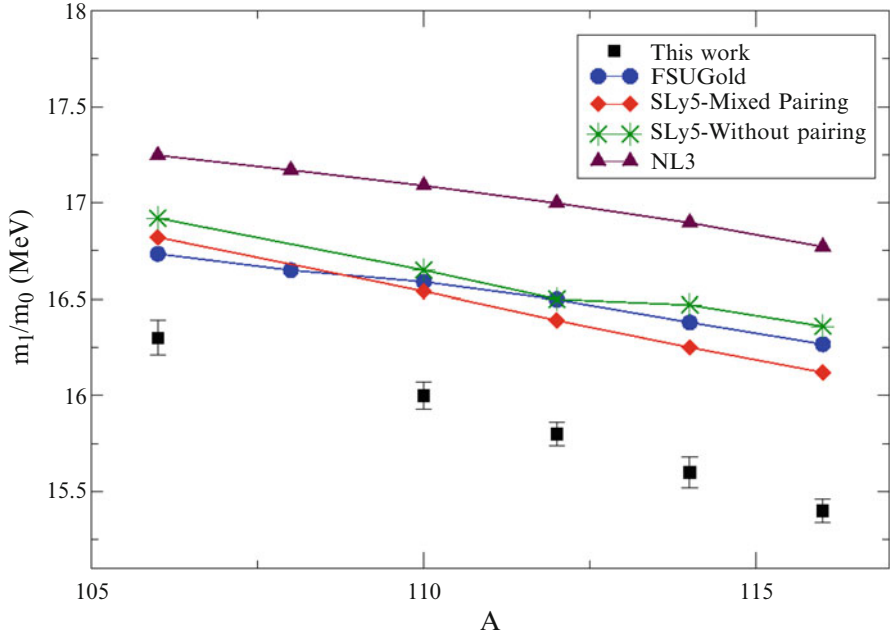 18
17.5
17
16.5
16
15.5
105
110
115
m1/m0 (MeV)
A
This work
FSUGold
SLy5-Mixed Pairing
SLy5-Without pairing
NL3